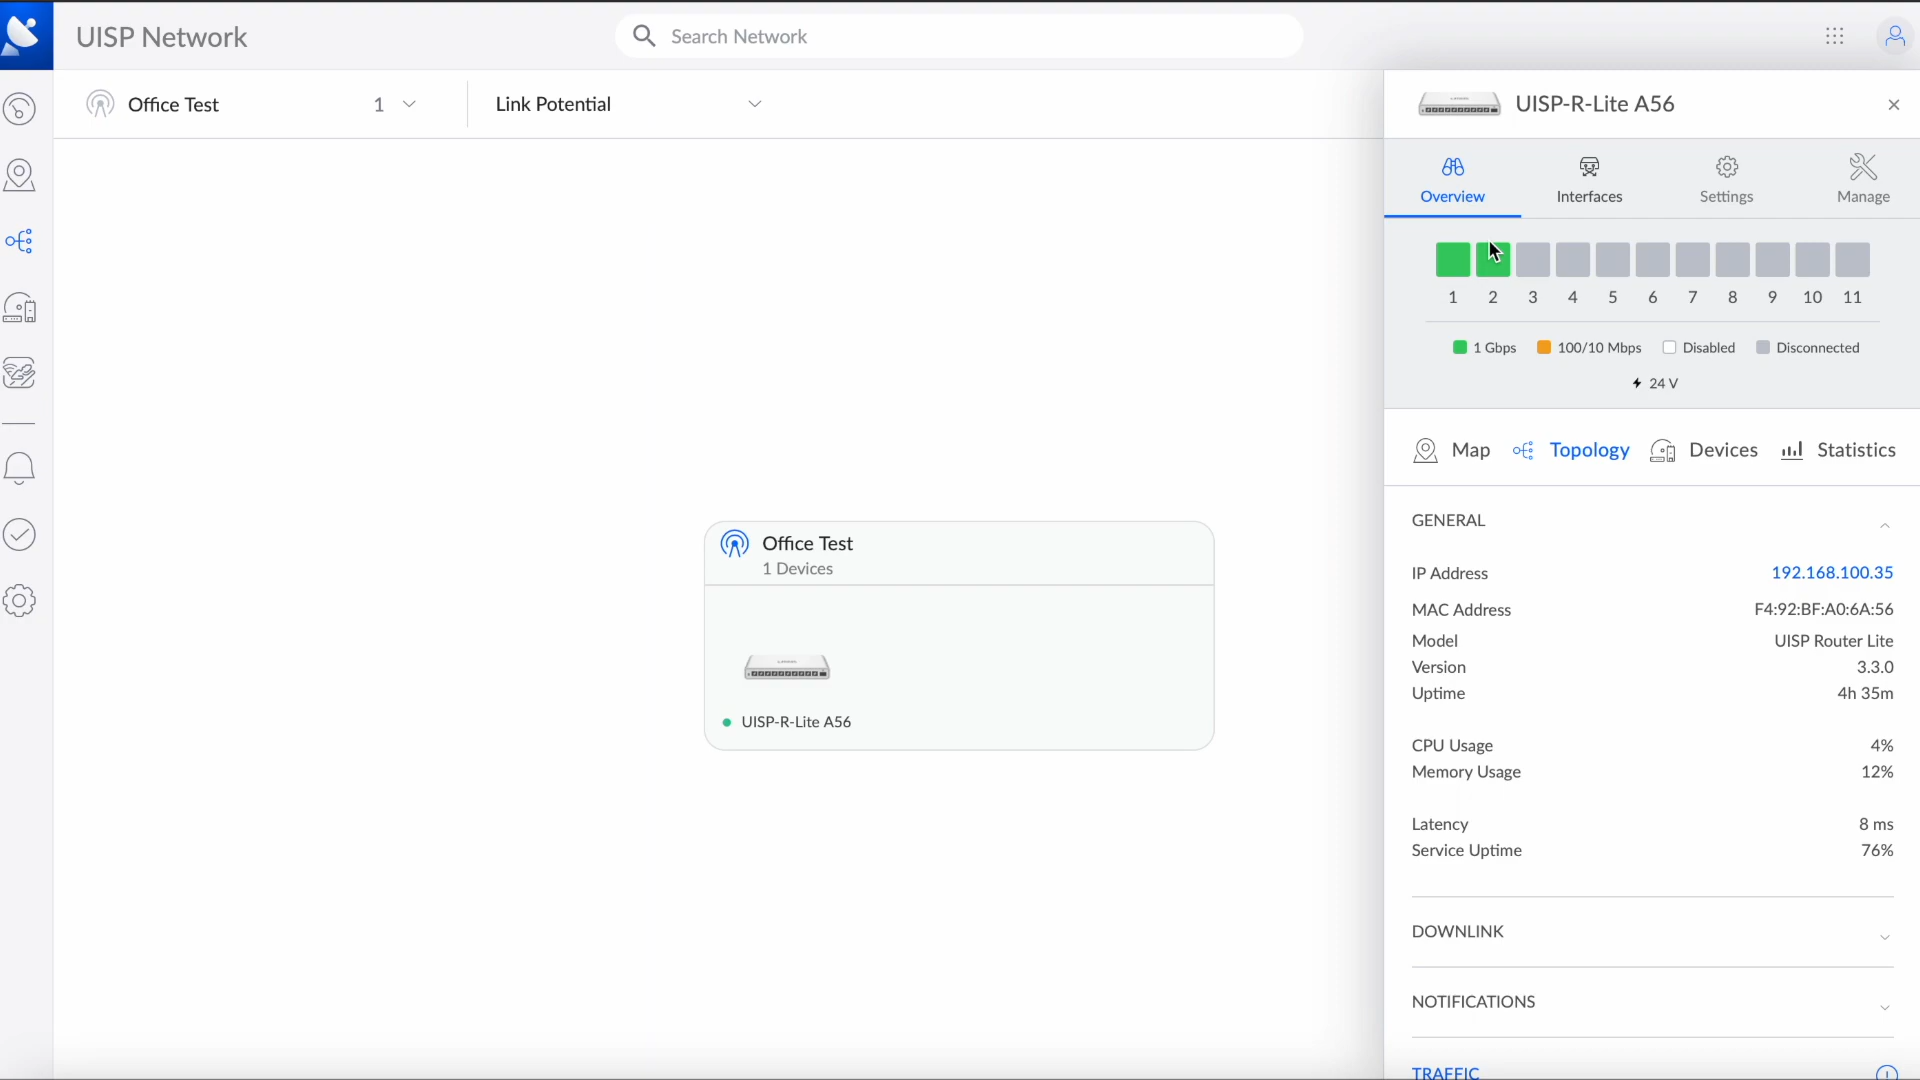 UISP Network
Search Network
Office Test 1
Link Potential
UISP-R-Lite A56
Overview
Interfaces
Settings
Manage
1 2 3 4 5 6 7 8 9 10 11
1 Gbps 100/10 Mbps Disabled Disconnected
24 V
Map Topology Devices Statistics
Office Test
1 Devices
UISP-R-Lite A56
GENERAL
IP Address 192.168.100.35
MAC Address F4:92:BF:A0:6A:56
Model UISP Router Lite
Version 3.3.0
Uptime 4h 35m
CPU Usage 4%
Memory Usage 12%
Latency 8 ms
Service Uptime 76%
DOWNLINK
NOTIFICATIONS
TRAFFIC